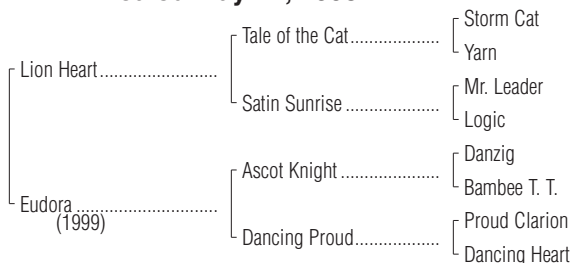 Storm Cat
Tale of the Cat.....................
Yarn
Lion Heart............................
Mr. Leader
Satin Sunrise ......................
Logic
Danzig
Ascot Knight .......................
Bambee T. T.
Eudora .................................
(1999)
Proud Clarion
Dancing Proud....................
Dancing Heart